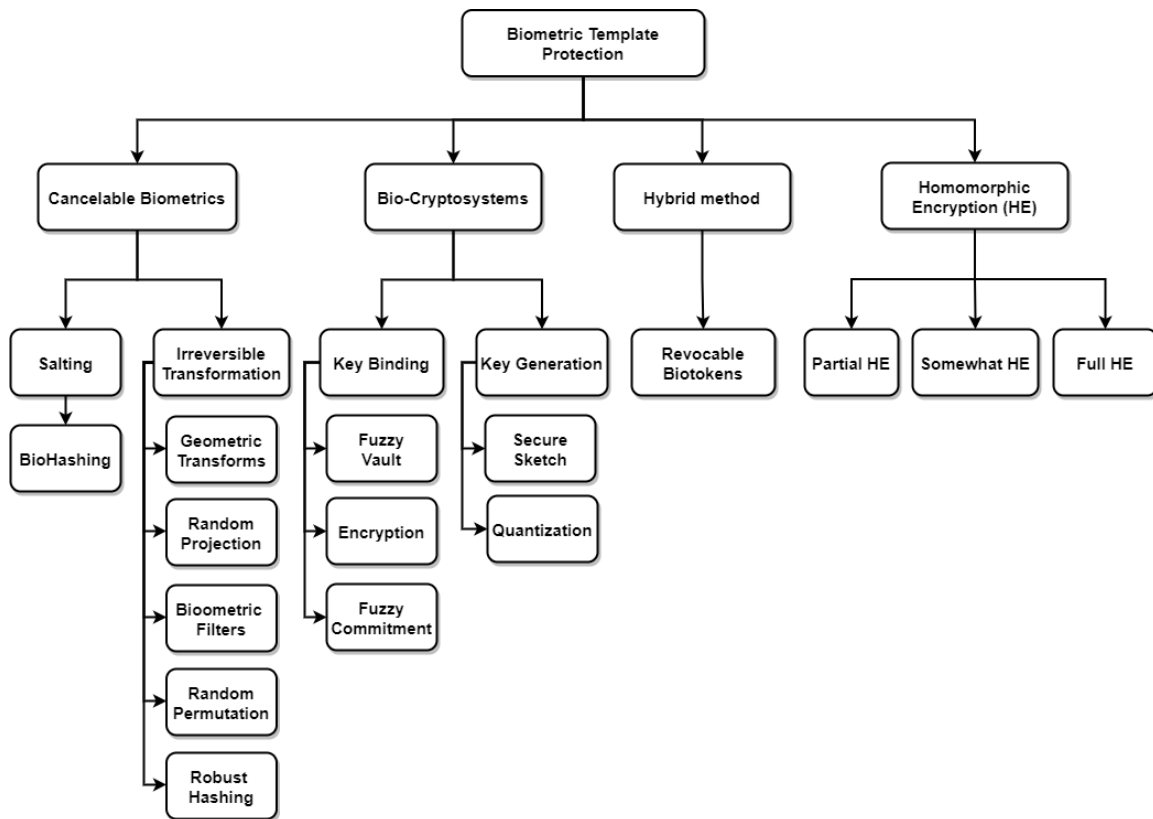 Biometric Template
Protection
Cancelable Biometrics
Bio-Cryptosystems
Hybrid method
Homomorphic
Encryption (HE)
Salting
Irreversible
Transformation
Key Binding
Key Generation
Revocable
Biotokens
Partial HE
Somewhat HE
Full HE
BioHashing
Geometric
Transforms
Fuzzy
Vault
Secure
Sketch
Random
Projection
Encryption
Quantization
Bioometric
Filters
Fuzzy
Commitment
Random
Permutation
Robust
Hashing